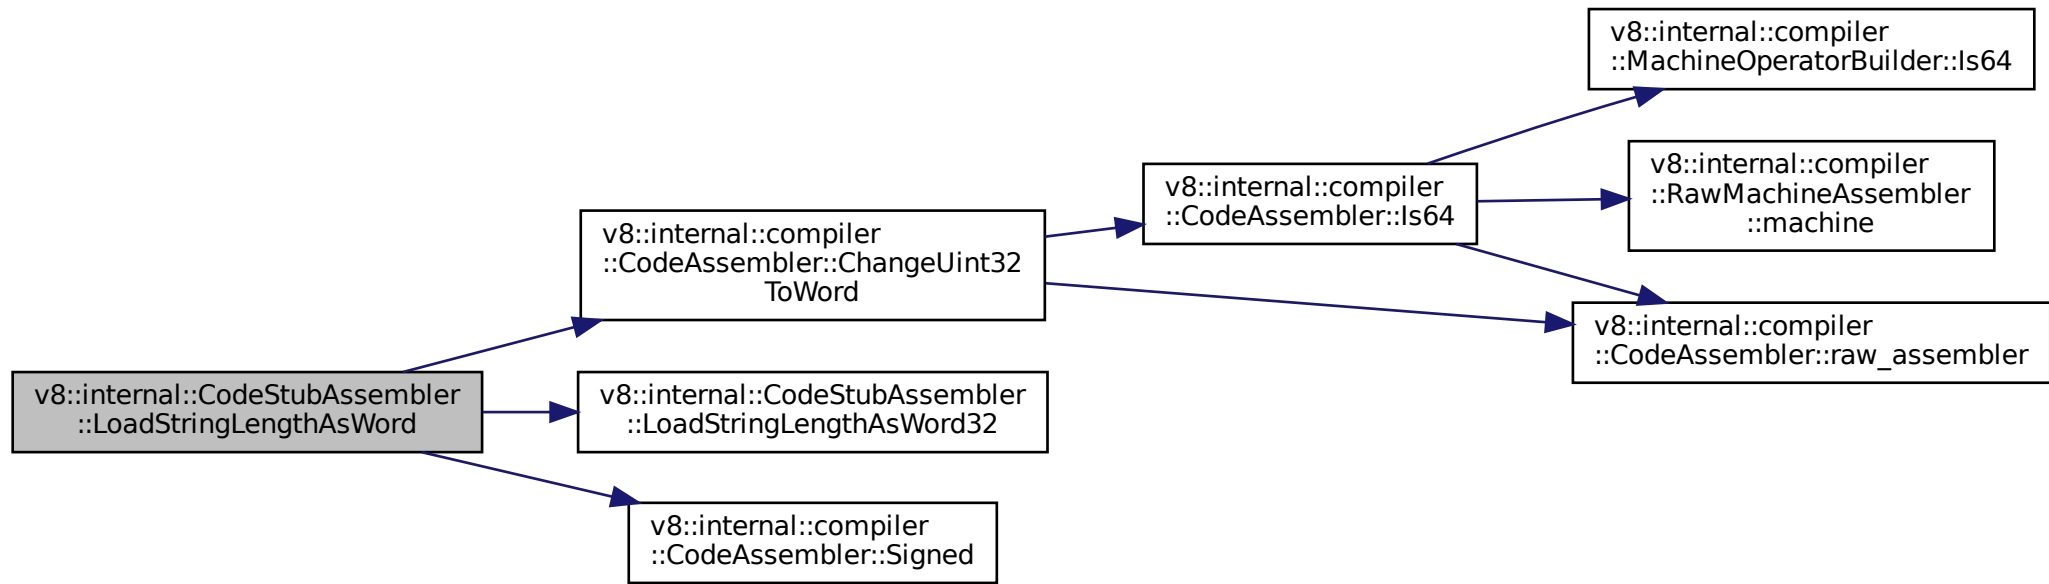 v8::internal::compiler
::MachineOperatorBuilder::Is64
v8::internal::compiler
::RawMachineAssembler
::machine
v8::internal::compiler
::CodeAssembler::Is64
v8::internal::compiler
::CodeAssembler::ChangeUint32
ToWord
v8::internal::compiler
::CodeAssembler::raw_assembler
v8::internal::CodeStubAssembler
::LoadStringLengthAsWord
v8::internal::CodeStubAssembler
::LoadStringLengthAsWord32
v8::internal::compiler
::CodeAssembler::Signed